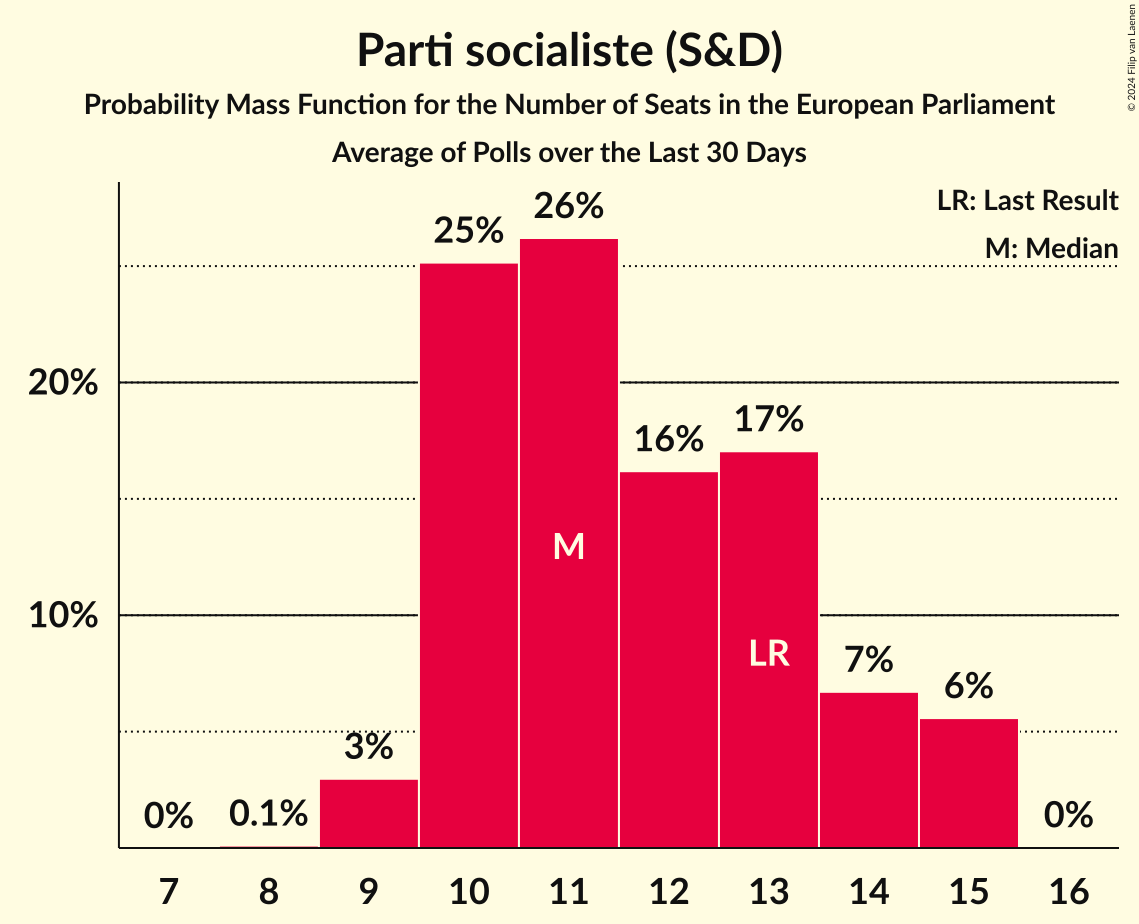 Parti socialiste (S&D)
Probability Mass Function for the Number of Seats in the European Parliament
Average of Polls over the Last 30 Days
© 2024 Filip van Laenen
LR: Last Result
M: Median
26%
25%
20%
17%
16%
M
10%
LR
7%
6%
3%
0%
0.1%
0%
7 8 9 10 11 12 13 14 15 16